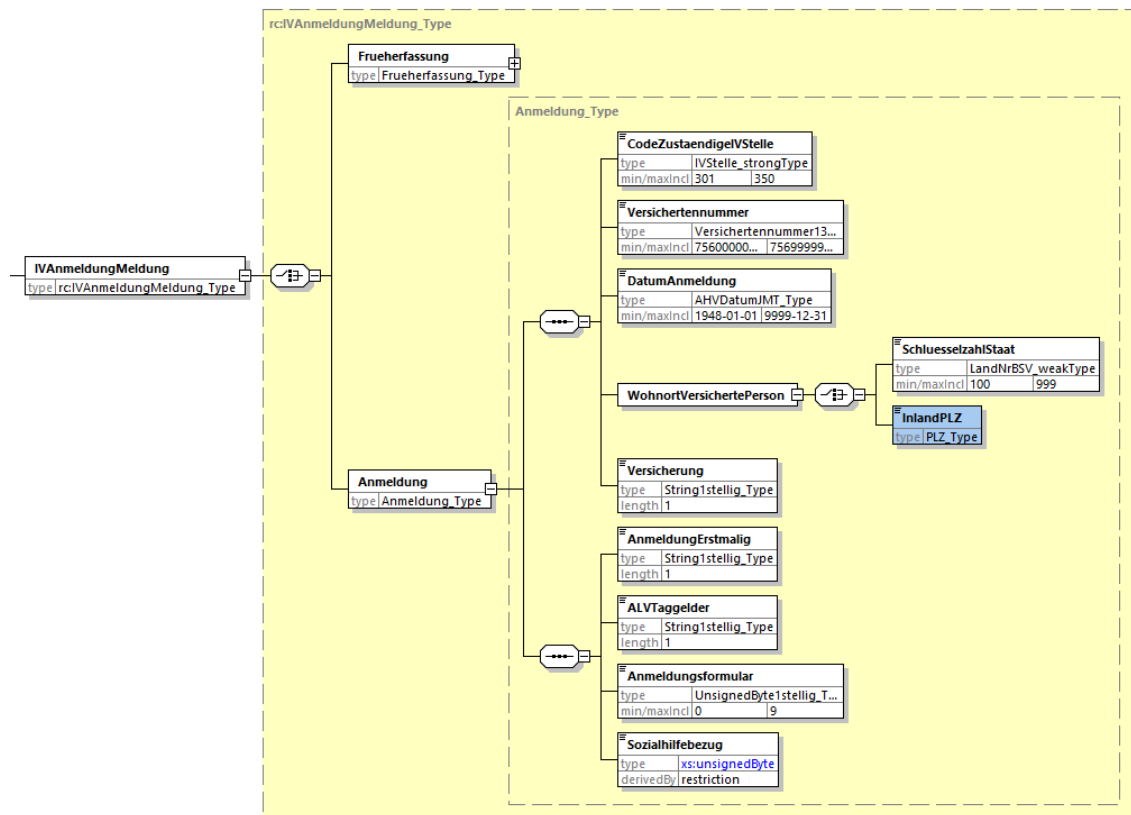 rc:IVAnmeldungMeldung_Type
Frueherfassung
type Frueherfassung_Type
Anmeldung_Type
CodeZustaendigeIVStelle
type IVStelle_strongType
min/maxIncl 301 350
Versichertennummer
type Versichertennummer13...
min/maxIncl 75600000... 75699999...
IVAnmeldungMeldung
type rc:IVAnmeldungMeldung_Type
DatumAnmeldung
type AHVDatumJMT_Type
min/maxIncl 1948-01-01 9999-12-31
SchluesselzahlStaat
type LandNrBSV_weakType
min/maxIncl 100 999
WohnortVersichertePerson
InlandPLZ
type PLZ_Type
Versicherung
type String1stellig_Type
length 1
Anmeldung
type Anmeldung_Type
AnmeldungErstmalig
type String1stellig_Type
length 1
ALVTaggelder
type String1stellig_Type
length 1
Anmeldungsformular
type UnsignedByte1stellig_T...
min/maxIncl 0 9
Sozialhilfebezug
type xs:unsignedByte
derivedBy restriction